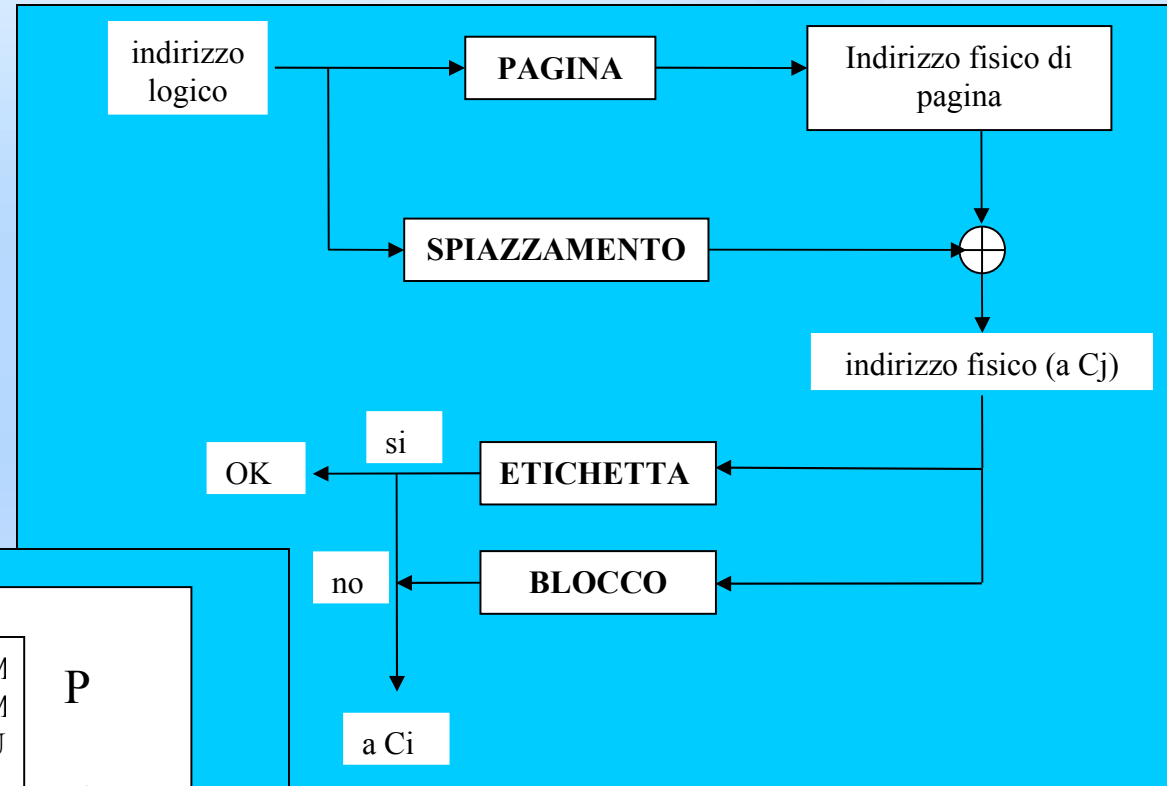 indirizzo
logico
PAGINA
Indirizzo fisico di
pagina
SPIAZZAMENTO
indirizzo fisico (a Cj)
si
OK
ETICHETTA
no
BLOCCO
a Ci
M
M
U
P